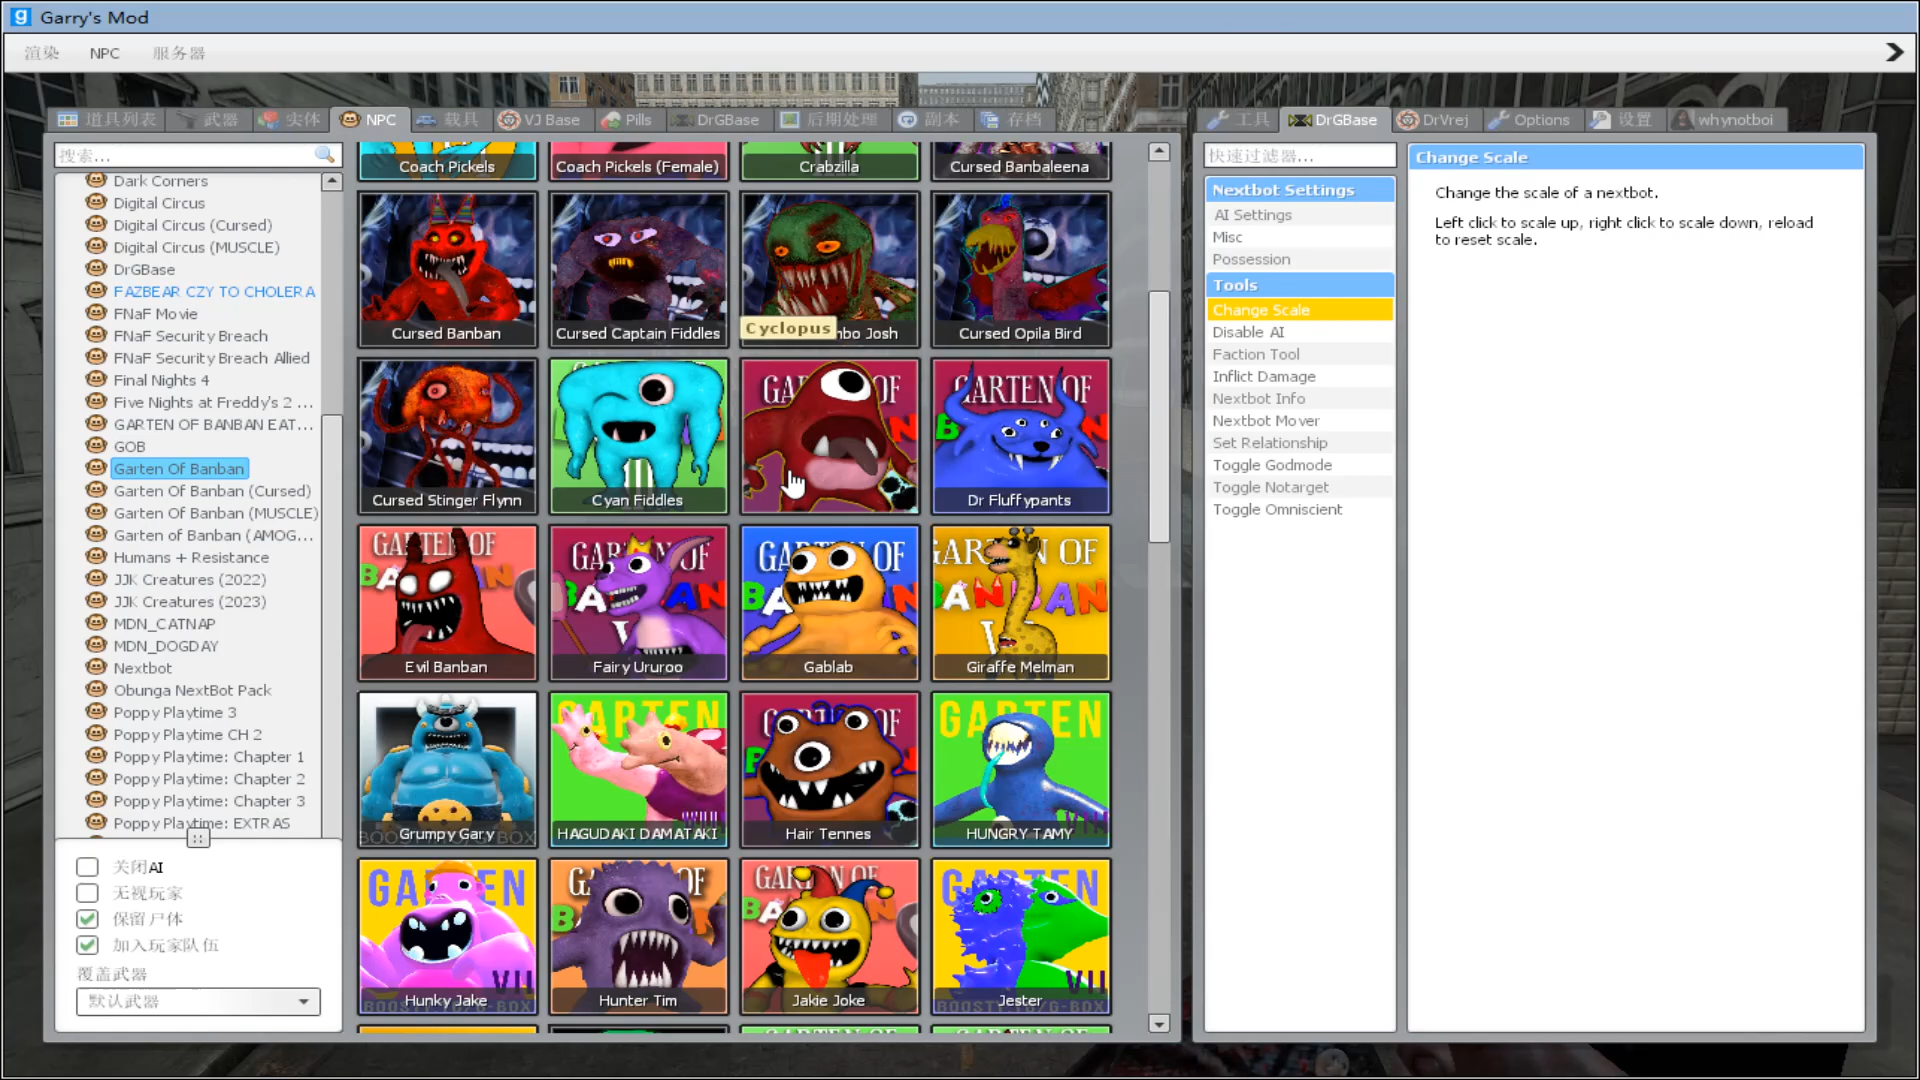 Garry's Mod
渲染 NPC 服务器
道具列表 武器 实体 NPC 载具 VJ Base Pills DrGBase 后期处理 副本 存档
搜索...
Dark Corners
Digital Circus
Digital Circus (Cursed)
Digital Circus (MUSCLE)
DrGBase
FAZBEAR CZY TO CHOLERA
FNaF Movie
FNaF Security Breach
FNaF Security Breach Allied
Final Nights 4
Five Nights at Freddy's 2 ...
GARTEN OF BANBAN EAT...
GOB
Garten Of Banban
Garten Of Banban (Cursed)
Garten Of Banban (MUSCLE)
Garten of Banban (AMOG...
Humans + Resistance
JJK Creatures (2022)
JJK Creatures (2023)
MDN_CATNAP
MDN_DOGDAY
Nextbot
Obunga NextBot Pack
Poppy Playtime 3
Poppy Playtime CH 2
Poppy Playtime: Chapter 1
Poppy Playtime: Chapter 2
Poppy Playtime: Chapter 3
Poppy Playtime: EXTRAS
关闭AI
无视玩家
保留尸体
加入玩家队伍
覆盖武器
默认武器
Coach Pickels
Coach Pickels (Female)
Crabzilla
Cursed Banbaleena
Cursed Banban
Cursed Captain Fiddles
Cyclopus
mbo Josh
Cursed Opila Bird
Cursed Stinger Flynn
Cyan Fiddles
Dr Fluffypants
Evil Banban
Fairy Ururoo
Gablab
Giraffe Melman
Grumpy Gary
HAGUDAKI DAMATAKI
Hair Tennes
HUNGRY TAMY
Hunky Jake
Hunter Tim
Jakie Joke
Jester
工具 DrGBase DrVrej Options 设置 whynotboi
快速过滤器...
Nextbot Settings
AI Settings
Misc
Possession
Tools
Change Scale
Disable AI
Faction Tool
Inflict Damage
Nextbot Info
Nextbot Mover
Set Relationship
Toggle Godmode
Toggle Notarget
Toggle Omniscient
Change Scale
Change the scale of a nextbot.
Left click to scale up, right click to scale down, reload
to reset scale.